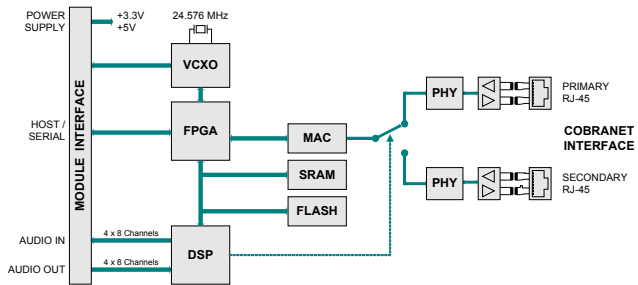 POWER
SUPPLY
+3.3V
+5V
24.576 MHz
VCXO
MODULE INTERFACE
HOST /
SERIAL
FPGA
MAC
SRAM
FLASH
AUDIO IN
4 x 8 Channels
AUDIO OUT
4 x 8 Channels
DSP
PHY
PRIMARY
RJ-45
COBRANET
INTERFACE
PHY
SECONDARY
RJ-45